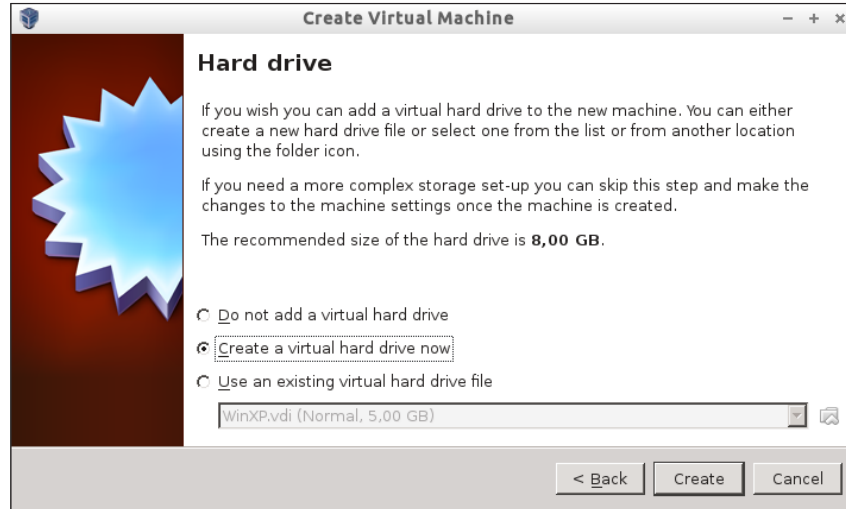 Create Virtual Machine
Hard drive
If you wish you can add a virtual hard drive to the new machine. You can either
create a new hard drive file or select one from the list or from another location
using the folder icon.
If you need a more complex storage set-up you can skip this step and make the
changes to the machine settings once the machine is created.
The recommended size of the hard drive is 8,00 GB.
Do not add a virtual hard drive
Create a virtual hard drive now
Use an existing virtual hard drive file
WinXP.vdi (Normal, 5,00 GB)
< Back Create Cancel